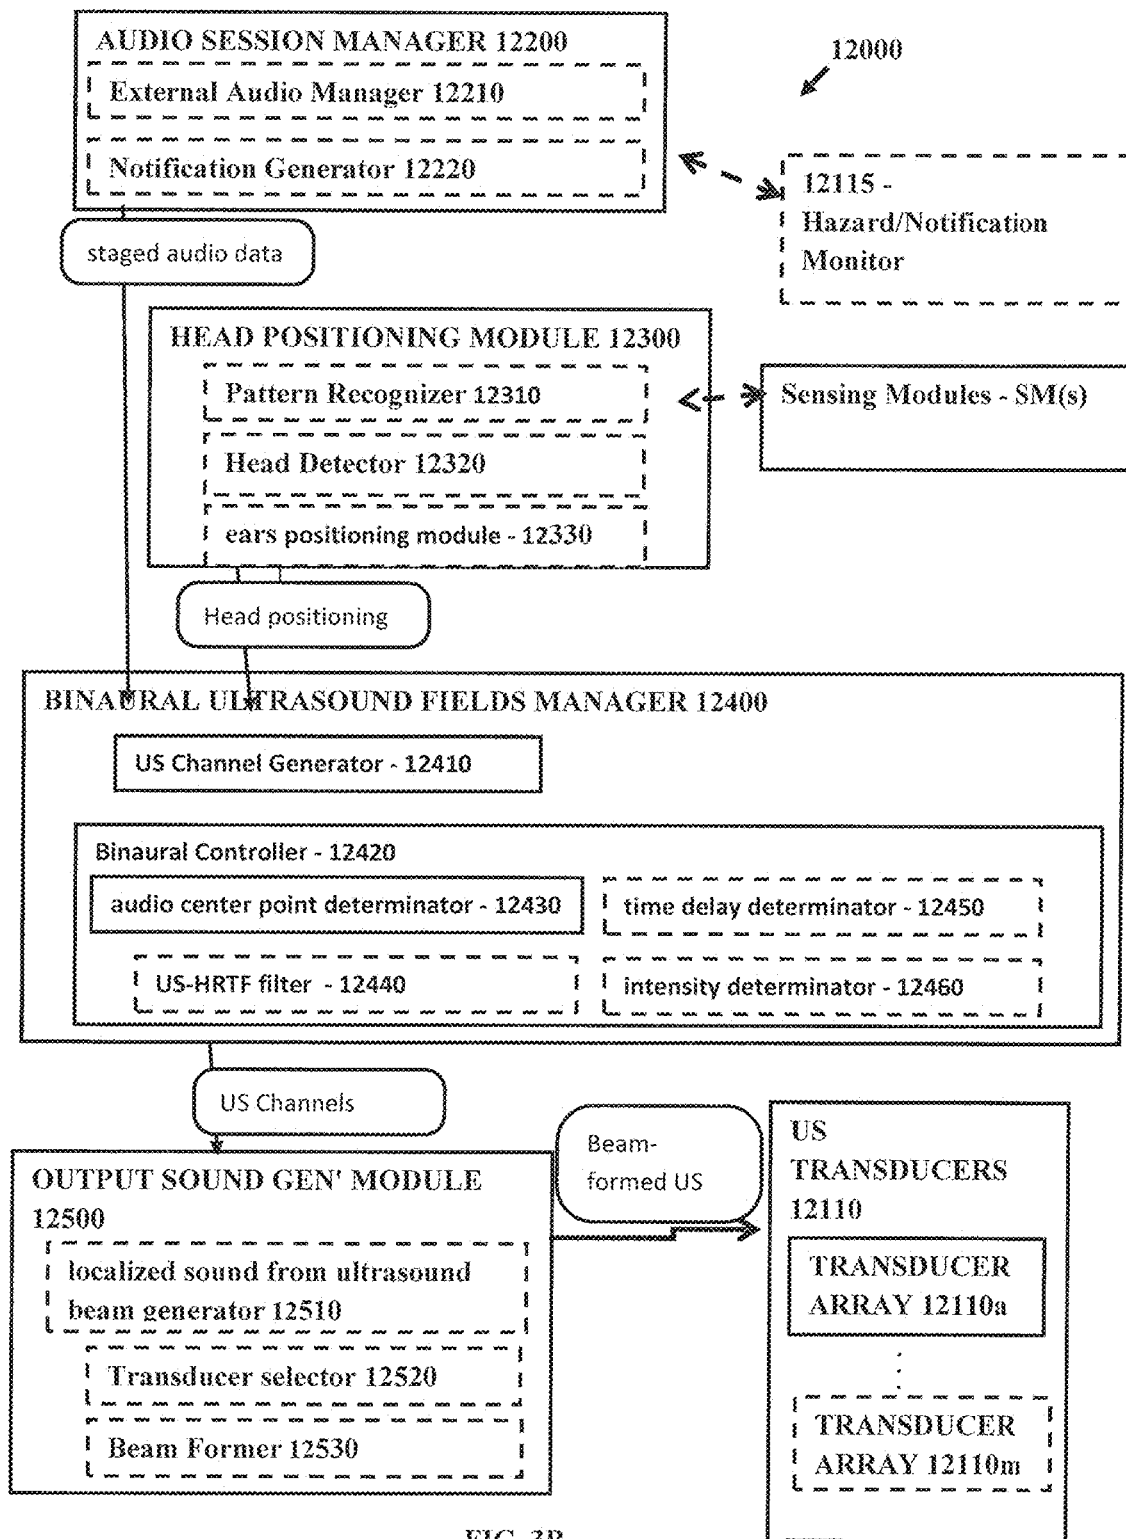 AUDIO SESSION MANAGER 12200
External Audio Manager 12210
Notification Generator 12220
12000
12115 -
Hazard/Notification
Monitor
staged audio data
HEAD POSITIONING MODULE 12300
Pattern Recognizer 12310
Head Detector 12320
ears positioning module - 12330
Sensing Modules - SM(s)
Head positioning
BINAURAL ULTRASOUND FIELDS MANAGER 12400
US Channel Generator - 12410
Binaural Controller - 12420
audio center point determinator - 12430
time delay determinator - 12450
US-HRTF filter - 12440
intensity determinator - 12460
US Channels
OUTPUT SOUND GEN' MODULE
12500
localized sound from ultrasound
beam generator 12510
Transducer selector 12520
Beam Former 12530
Beam-
formed US
US
TRANSDUCERS
12110
TRANSDUCER
ARRAY 12110a
TRANSDUCER
ARRAY 12110m